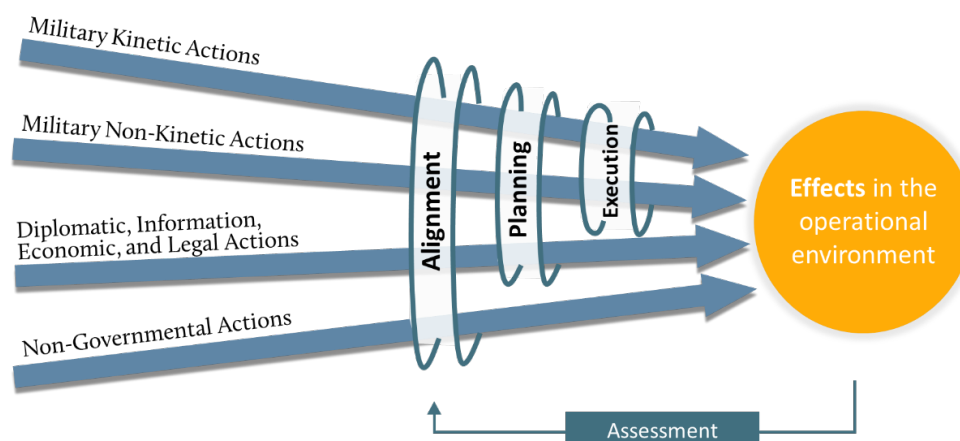 Military Kinetic Actions
Military Non-Kinetic Actions
Diplomatic, Information,
Economic, and Legal Actions
Non-Governmental Actions
Alignment
Planning
Execution
Effects in the
operational
environment
Assessment